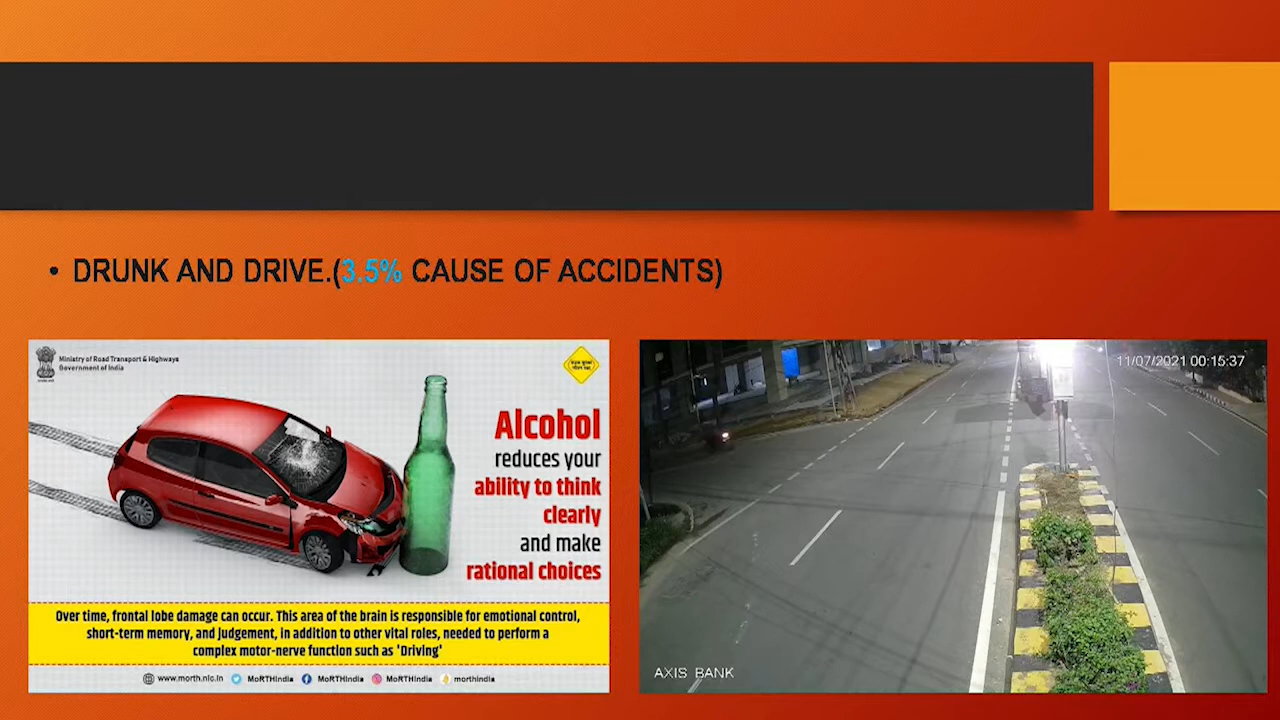 • DRUNK AND DRIVE.(3.5% CAUSE OF ACCIDENTS)
Ministry of Road Transport & Highways
Government of India
Alcohol
reduces your
ability to think
clearly
and make
rational choices
Over time, frontal lobe damage can occur. This area of the brain is responsible for emotional control,
short-term memory, and judgement, in addition to other vital roles, needed to perform a
complex motor-nerve function such as 'Driving'
www.morth.nic.in MoRTHIndia MoRTHIndia MoRTHIndia morthindia
11/07/2021 00:15:37
AXIS BANK